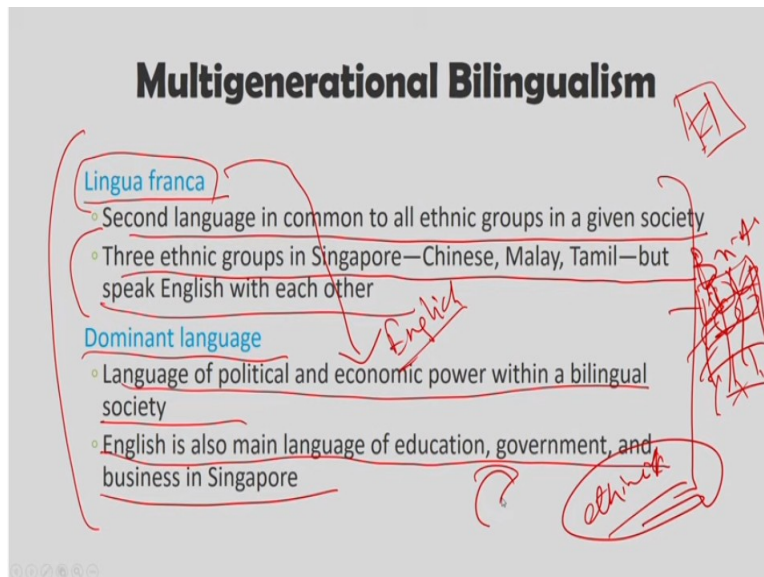 Multigenerational Bilingualism
Lingua franca
Second language in common to all ethnic groups in a given society
Three ethnic groups in Singapore—Chinese, Malay, Tamil—but
speak English with each other
English
Dominant language
Language of political and economic power within a bilingual
society
English is also main language of education, government, and
business in Singapore